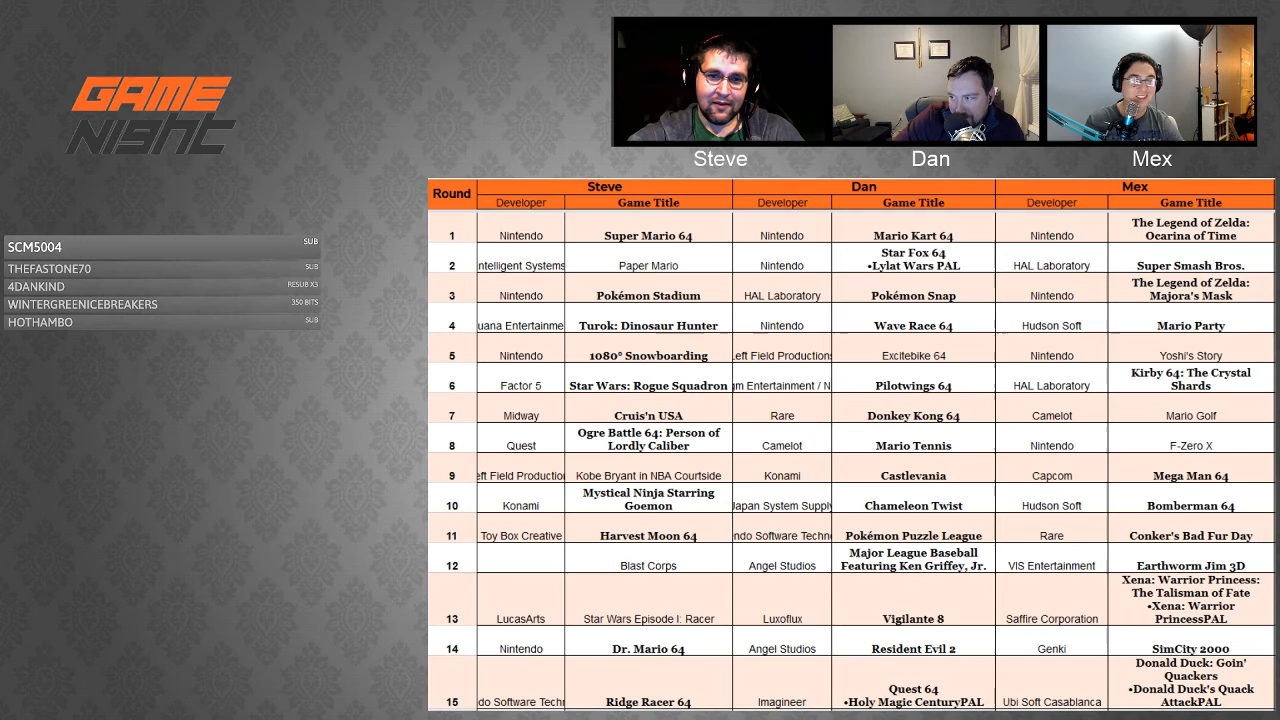 GAME
NIGHT
SCM5004 SUB
THEFASTONE70 SUB
4DANKIND RESUB X3
WINTERGREENICEBREAKERS 350 BITS
HOTHAMBO SUB
Steve Dan Mex
Round Steve Dan Mex
Developer Game Title Developer Game Title Developer Game Title
1 Nintendo Super Mario 64 Nintendo Mario Kart 64 Nintendo The Legend of Zelda:
Ocarina of Time
2 ntelligent Systems Paper Mario Nintendo Star Fox 64
•Lylat Wars PAL HAL Laboratory Super Smash Bros.
3 Nintendo Pokémon Stadium HAL Laboratory Pokémon Snap Nintendo The Legend of Zelda:
Majora's Mask
4 uana Entertainme Turok: Dinosaur Hunter Nintendo Wave Race 64 Hudson Soft Mario Party
5 Nintendo 1080° Snowboarding Left Field Productions Excitebike 64 Nintendo Yoshi's Story
6 Factor 5 Star Wars: Rogue Squadron gm Entertainment / N Pilotwings 64 HAL Laboratory Kirby 64: The Crystal
Shards
7 Midway Cruis'n USA Rare Donkey Kong 64 Camelot Mario Golf
8 Quest Ogre Battle 64: Person of
Lordly Caliber Camelot Mario Tennis Nintendo F-Zero X
9 eft Field Production Kobe Bryant in NBA Courtside Konami Castlevania Capcom Mega Man 64
10 Konami Mystical Ninja Starring
Goemon Japan System Supply Chameleon Twist Hudson Soft Bomberman 64
11 Toy Box Creative Harvest Moon 64 ndo Software Techn Pokémon Puzzle League Rare Conker's Bad Fur Day
12 Blast Corps Angel Studios Major League Baseball
Featuring Ken Griffey, Jr. VIS Entertainment Earthworm Jim 3D
13 LucasArts Star Wars Episode I: Racer Luxoflux Vigilante 8 Saffire Corporation Xena: Warrior Princess:
The Talisman of Fate
•Xena: Warrior
PrincessPAL
14 Nintendo Dr. Mario 64 Angel Studios Resident Evil 2 Genki SimCity 2000
15 do Software Tech Ridge Racer 64 Imagineer Quest 64
•Holy Magic CenturyPAL Ubi Soft Casablanca Donald Duck: Goin'
Quackers
•Donald Duck's Quack
AttackPAL